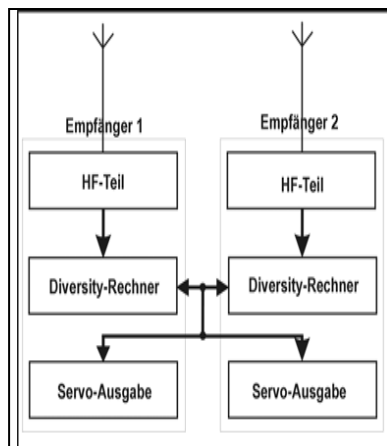 Empfänger 1
Empfänger 2
HF-Teil
HF-Teil
Diversity-Rechner
Diversity-Rechner
Servo-Ausgabe
Servo-Ausgabe